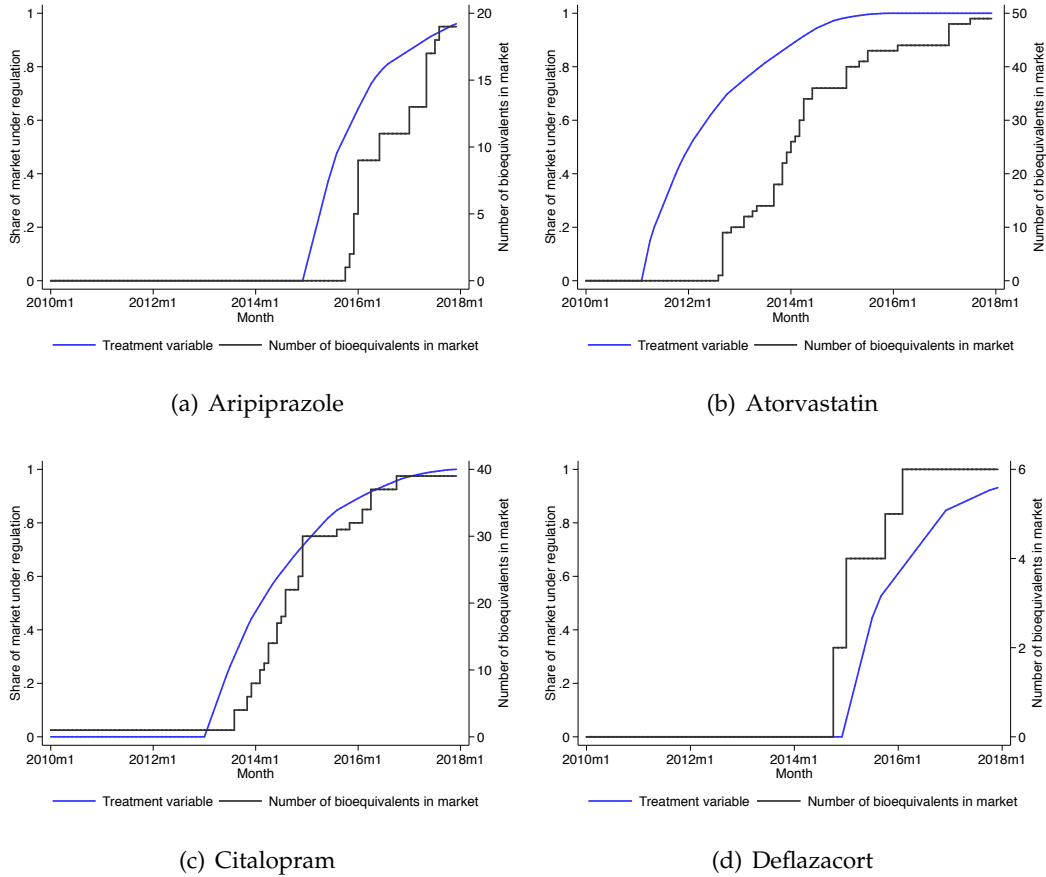 Share of market under regulation
1
.8
.6
.4
.2
0
20
15
10
5
0
Number of bioequivalents in market
2010m1 2012m1 2014m1 2016m1 2018m1
Month
Treatment variable Number of bioequivalents in market
(a) Aripiprazole
Share of market under regulation
1
.8
.6
.4
.2
0
50
40
30
20
10
0
Number of bioequivalents in market
2010m1 2012m1 2014m1 2016m1 2018m1
Month
Treatment variable Number of bioequivalents in market
(b) Atorvastatin
Share of market under regulation
1
.8
.6
.4
.2
0
40
30
20
10
0
Number of bioequivalents in market
2010m1 2012m1 2014m1 2016m1 2018m1
Month
Treatment variable Number of bioequivalents in market
(c) Citalopram
Share of market under regulation
1
.8
.6
.4
.2
0
6
4
2
0
Number of bioequivalents in market
2010m1 2012m1 2014m1 2016m1 2018m1
Month
Treatment variable Number of bioequivalents in market
(d) Deflazacort